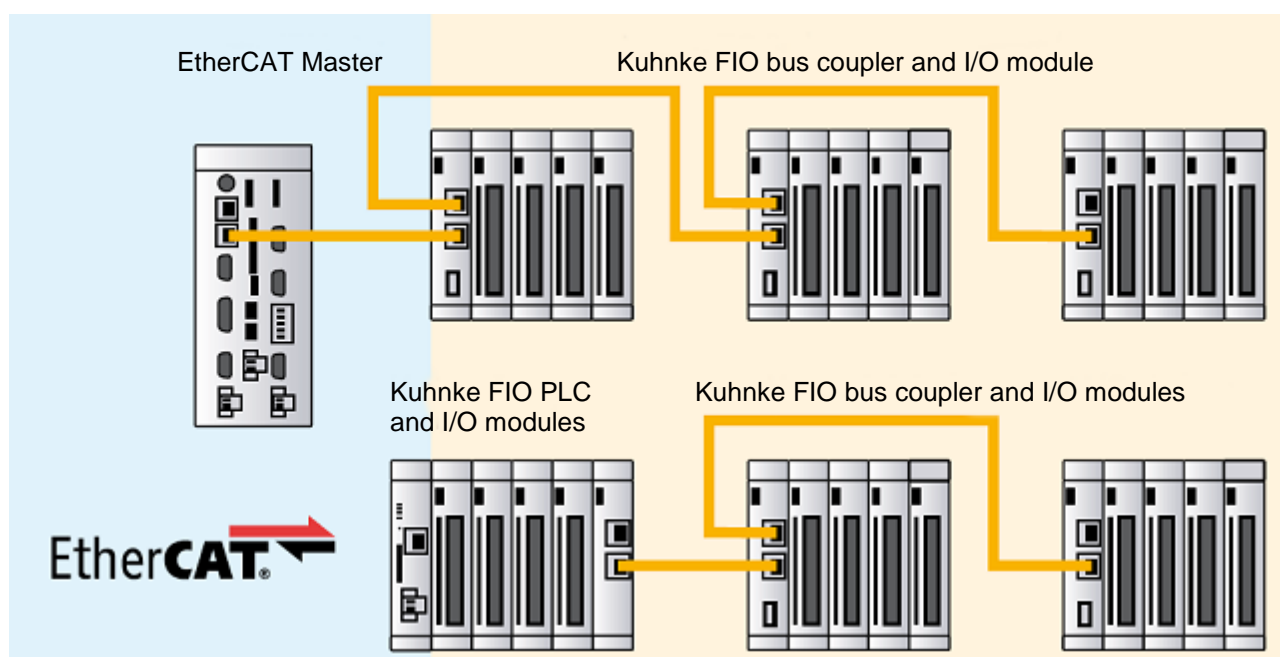 EtherCAT Master
Kuhnke FIO bus coupler and I/O module
Kuhnke FIO PLC
and I/O modules
Kuhnke FIO bus coupler and I/O modules
EtherCAT®